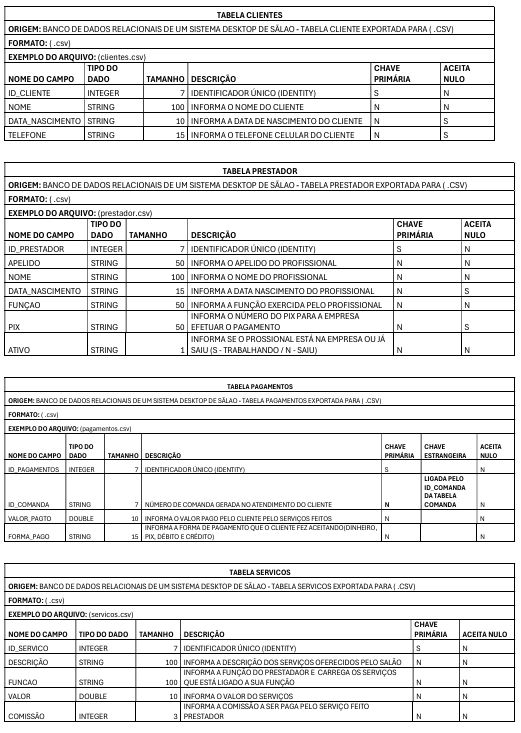 TABELA CLIENTES
ORIGEM: BANCO DE DADOS RELACIONAIS DE UM SISTEMA DESKTOP DE SÂLAO - TABELA CLIENTE EXPORTADA PARA ( .CSV)
FORMATO: ( .csv)
EXEMPLO DO ARQUIVO: (clientes.csv)
NOME DO CAMPO TIPO DO DADO TAMANHO DESCRIÇÃO CHAVE PRIMÁRIA ACEITA NULO
ID_CLIENTE INTEGER 7 IDENTIFICADOR ÚNICO (IDENTITY) S N
NOME STRING 100 INFORMA O NOME DO CLIENTE N N
DATA_NASCIMENTO STRING 10 INFORMA A DATA DE NASCIMENTO DO CLIENTE N S
TELEFONE STRING 15 INFORMA O TELEFONE CELULAR DO CLIENTE N S
TABELA PRESTADOR
ORIGEM: BANCO DE DADOS RELACIONAIS DE UM SISTEMA DESKTOP DE SÂLAO - TABELA PRESTADOR EXPORTADA PARA ( .CSV)
FORMATO: ( .csv)
EXEMPLO DO ARQUIVO: (prestador.csv)
NOME DO CAMPO TIPO DO DADO TAMANHO DESCRIÇÃO CHAVE PRIMÁRIA ACEITA NULO
ID_PRESTADOR INTEGER 7 IDENTIFICADOR ÚNICO (IDENTITY) S N
APELIDO STRING 50 INFORMA O APELIDO DO PROFISSIONAL N N
NOME STRING 100 INFORMA O NOME DO PROFISSIONAL N N
DATA_NASCIMENTO STRING 15 INFORMA A DATA NASCIMENTO DO PROFISSIONAL N S
FUNÇAO STRING 50 INFORMA A FUNÇÃO EXERCIDA PELO PROFISSIONAL N N
PIX STRING 50 INFORMA O NÚMERO DO PIX PARA A EMPRESA EFETUAR O PAGAMENTO N S
ATIVO STRING 1 INFORMA SE O PROSSIONAL ESTÁ NA EMPRESA OU JÁ SAIU (S - TRABALHANDO / N - SAIU) N N
TABELA PAGAMENTOS
ORIGEM: BANCO DE DADOS RELACIONAIS DE UM SISTEMA DESKTOP DE SÂLAO - TABELA PAGAMENTOS EXPORTADA PARA ( .CSV)
FORMATO: ( .csv)
EXEMPLO DO ARQUIVO: (pagamentos.csv)
NOME DO CAMPO TIPO DO DADO TAMANHO DESCRIÇÃO CHAVE PRIMÁRIA CHAVE ESTRANGEIRA ACEITA NULO
ID_PAGAMENTOS INTEGER 7 IDENTIFICADOR ÚNICO (IDENTITY) S N
ID_COMANDA STRING 7 NÚMERO DE COMANDA GERADA NO ATENDIMENTO DO CLIENTE N LIGADA PELO ID_COMANDA DA TABELA COMANDA N
VALOR_PAGTO DOUBLE 10 INFORMA O VALOR PAGO PELO CLIENTE PELO SERVIÇOS FEITOS N N
FORMA_PAGO STRING 15 INFORMA A FORMA DE PAGAMENTO QUE O CLIENTE FEZ ACEITANDO(DINHEIRO, PIX, DÉBITO E CRÉDITO) N N
TABELA SERVICOS
ORIGEM: BANCO DE DADOS RELACIONAIS DE UM SISTEMA DESKTOP DE SÂLAO - TABELA SERVICOS EXPORTADA PARA ( .CSV)
FORMATO: ( .csv)
EXEMPLO DO ARQUIVO: (servicos.csv)
NOME DO CAMPO TIPO DO DADO TAMANHO DESCRIÇÃO CHAVE PRIMÁRIA ACEITA NULO
ID_SERVICO INTEGER 7 IDENTIFICADOR ÚNICO (IDENTITY) S N
DESCRIÇÃO STRING 100 INFORMA A DESCRIÇÃO DOS SERVIÇOS OFERECIDOS PELO SALÃO N N
FUNCAO STRING 100 INFORMA A FUNÇÃO DO PRESTADAOR E CARREGA OS SERVIÇOS QUE ESTÁ LIGADO A SUA FUNÇÃO N N
VALOR DOUBLE 10 INFORMA O VALOR DO SERVIÇOS N N
COMISSÃO INTEGER 3 INFORMA A COMISSÃO A SER PAGA PELO SERVIÇO FEITO PRESTADOR N N